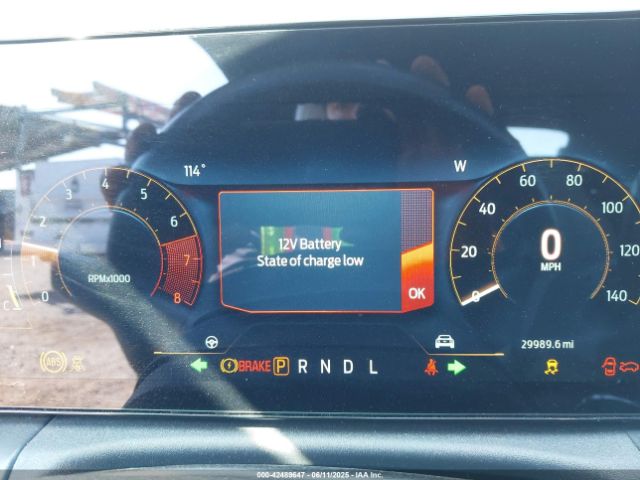 114° W
4 5
3 6
2 7
1 8
0
RPMx1000
12V Battery
State of charge low
OK
60 80
40 100
20 120
0 140
0
MPH
29989.6 mi
ABS BRAKE P R N D L
000-42489647 - 06/11/2025 - IAA Inc.